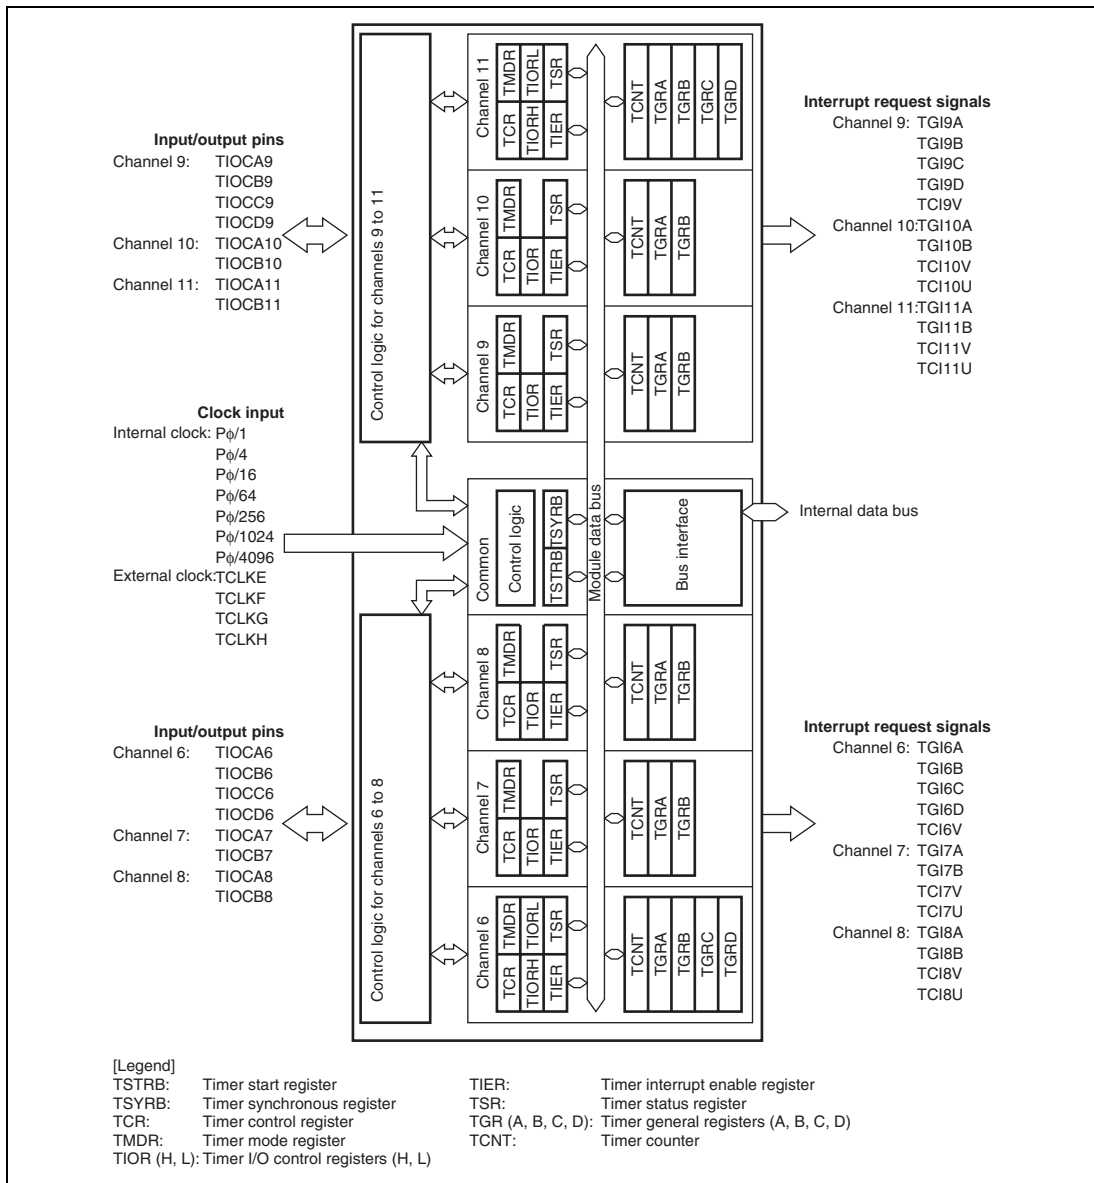 Input/output pins
Channel 9: TIOCA9
TIOCB9
TIOCC9
TIOCD9
Channel 10: TIOCA10
TIOCB10
Channel 11: TIOCA11
TIOCB11
Clock input
Internal clock: Pϕ/1
Pϕ/4
Pϕ/16
Pϕ/64
Pϕ/256
Pϕ/1024
Pϕ/4096
External clock: TCLKE
TCLKF
TCLKG
TCLKH
Input/output pins
Channel 6: TIOCA6
TIOCB6
TIOCC6
TIOCD6
Channel 7: TIOCA7
TIOCB7
Channel 8: TIOCA8
TIOCB8
Control logic for channels 9 to 11
Control logic for channels 6 to 8
Channel 11
TCR TMDR
TIORH TIORL
TIER TSR
TCNT
TGRA
TGRB
TGRC
TGRD
Channel 10
TCR TMDR
TIOR
TIER TSR
TCNT
TGRA
TGRB
Channel 9
TCR TMDR
TIOR
TIER TSR
TCNT
TGRA
TGRB
Common
Control logic
TSTRB TSYRB
Module data bus
Bus interface
Channel 8
TCR TMDR
TIOR
TIER TSR
TCNT
TGRA
TGRB
Channel 7
TCR TMDR
TIOR
TIER TSR
TCNT
TGRA
TGRB
Channel 6
TCR TMDR
TIORH TIORL
TIER TSR
TCNT
TGRA
TGRB
TGRC
TGRD
Interrupt request signals
Channel 9: TGI9A
TGI9B
TGI9C
TGI9D
TCI9V
Channel 10: TGI10A
TGI10B
TCI10V
TCI10U
Channel 11: TGI11A
TGI11B
TCI11V
TCI11U
Internal data bus
Interrupt request signals
Channel 6: TGI6A
TGI6B
TGI6C
TGI6D
TCI6V
Channel 7: TGI7A
TGI7B
TCI7V
TCI7U
Channel 8: TGI8A
TGI8B
TCI8V
TCI8U
[Legend]
TSTRB: Timer start register
TSYRB: Timer synchronous register
TCR: Timer control register
TMDR: Timer mode register
TIOR (H, L): Timer I/O control registers (H, L)
TIER: Timer interrupt enable register
TSR: Timer status register
TGR (A, B, C, D): Timer general registers (A, B, C, D)
TCNT: Timer counter